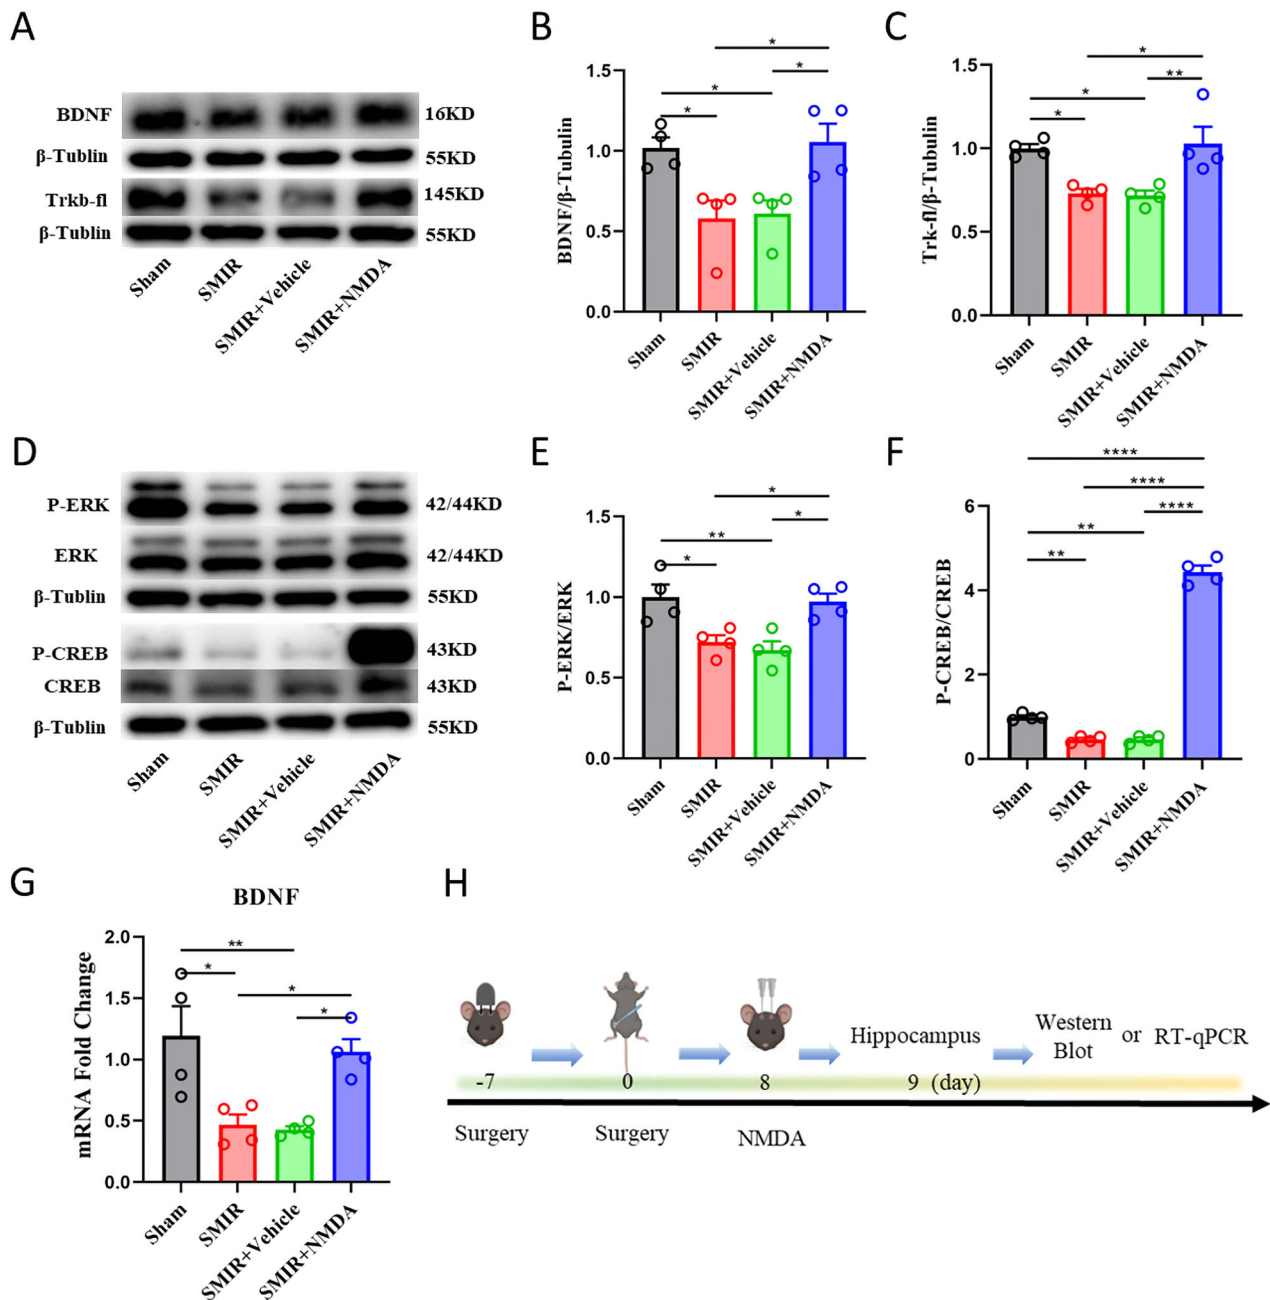 A
BDNF 16KD
β-Tublin 55KD
Trkb-fl 145KD
β-Tublin 55KD
Sham SMIR SMIR+Vehicle SMIR+NMDA
B
BDNF/β-Tubulin
1.5
1.0
0.5
0.0
* * * *
Sham SMIR SMIR+Vehicle SMIR+NMDA
C
Trk-fl/β-Tubulin
1.5
1.0
0.5
0.0
* ** * *
Sham SMIR SMIR+Vehicle SMIR+NMDA
D
P-ERK 42/44KD
ERK 42/44KD
β-Tublin 55KD
P-CREB 43KD
CREB 43KD
β-Tublin 55KD
Sham SMIR SMIR+Vehicle SMIR+NMDA
E
P-ERK/ERK
1.5
1.0
0.5
0.0
* * ** *
Sham SMIR SMIR+Vehicle SMIR+NMDA
F
P-CREB/CREB
6
4
2
0
**** **** **** ** **
Sham SMIR SMIR+Vehicle SMIR+NMDA
G
BDNF
mRNA Fold Change
2.0
1.5
1.0
0.5
0.0
** * * *
Sham SMIR SMIR+Vehicle SMIR+NMDA
H
Hippocampus Western Blot or RT-qPCR
-7 0 8 9 (day)
Surgery Surgery NMDA